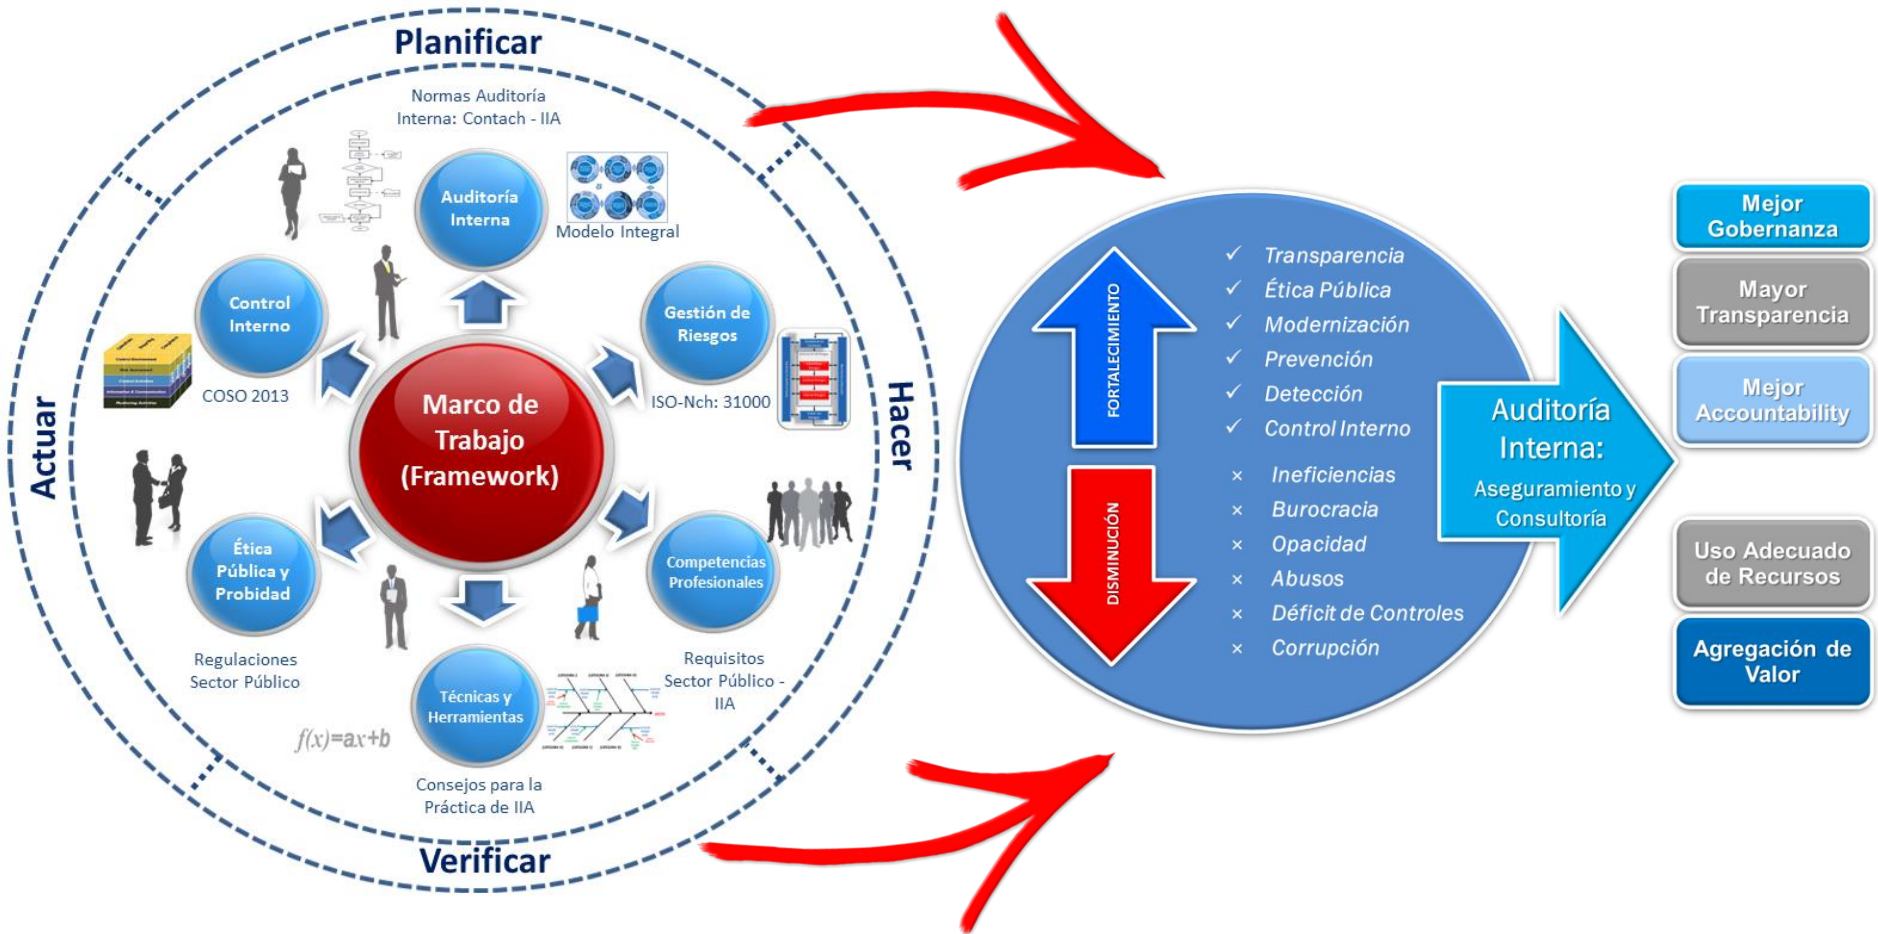 Planificar
Normas Auditoría
Interna: Contach - IIA
Auditoría
Interna
Modelo Integral
Control
Interno
COSO 2013
Gestión de
Riesgos
ISO-Nch: 31000
Marco de
Trabajo
(Framework)
Actuar
Hacer
Ética
Pública y
Probidad
Regulaciones
Sector Público
Competencias
Profesionales
Requisitos
Sector Público -
IIA
Técnicas y
Herramientas
f(x)=ax+b
Consejos para la
Práctica de IIA
Verificar
FORTALECIMIENTO
✓ Transparencia
✓ Ética Pública
✓ Modernización
✓ Prevención
✓ Detección
✓ Control Interno
DISMINUCIÓN
× Ineficiencias
× Burocracia
× Opacidad
× Abusos
× Déficit de Controles
× Corrupción
Auditoría
Interna:
Aseguramiento y
Consultoría
Mejor
Gobernanza
Mayor
Transparencia
Mejor
Accountability
Uso Adecuado
de Recursos
Agregación de
Valor